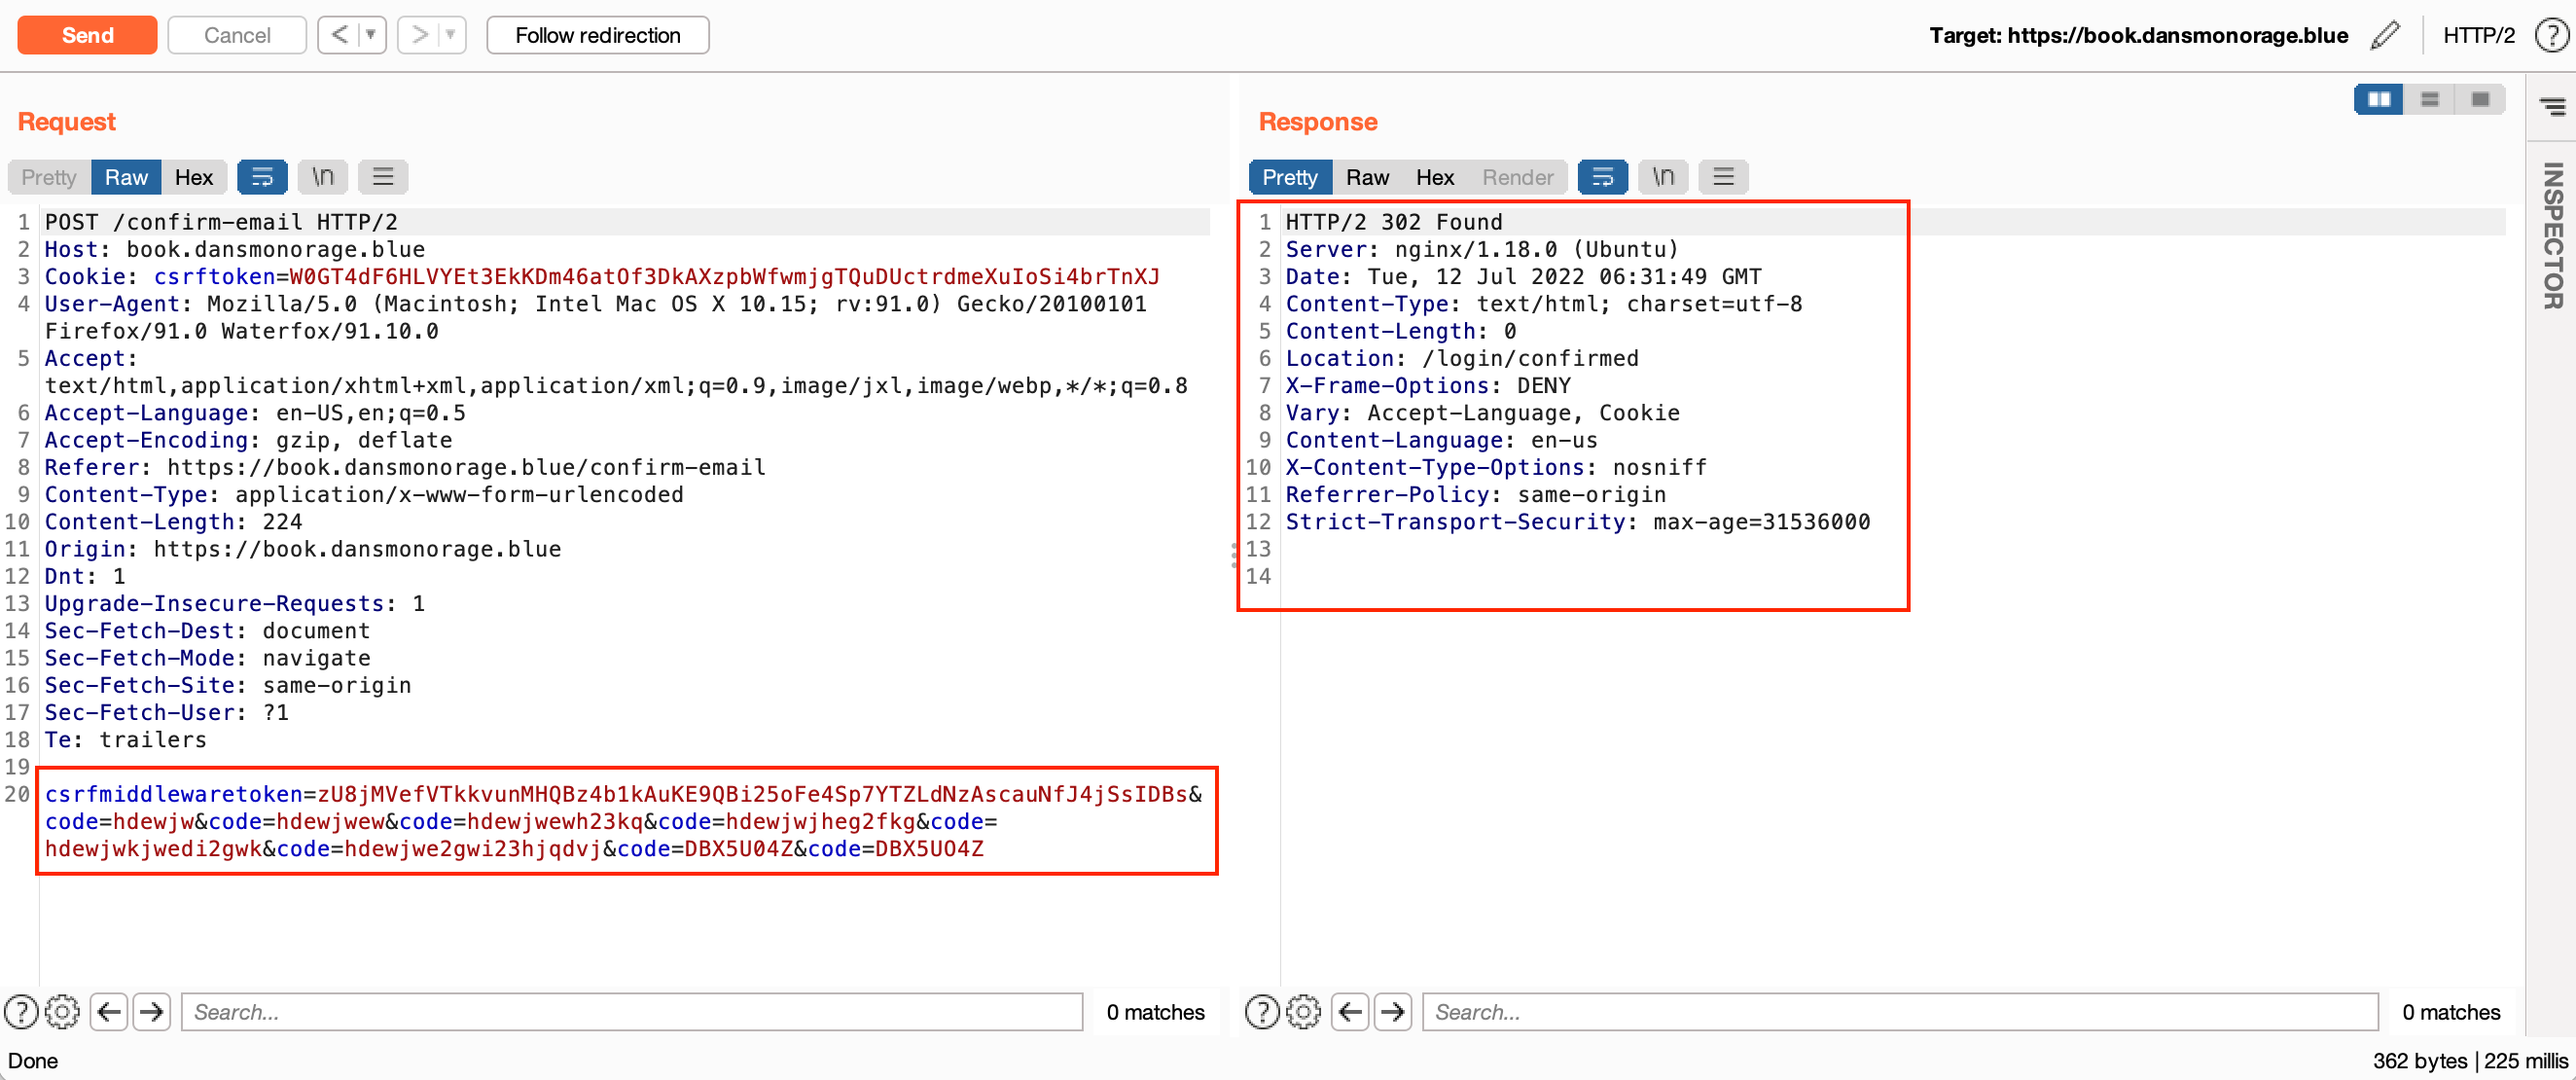 Send Cancel < > Follow redirection Target: https://book.dansmonorage.blue HTTP/2 ?
Request
Pretty Raw Hex \n
1 POST /confirm-email HTTP/2
2 Host: book.dansmonorage.blue
3 Cookie: csrftoken=W0GT4dF6HLVYEt3EkKDm46atOf3DkAXzpbWfwmjgTQuDUctrdmeXuIoSi4brTnXJ
4 User-Agent: Mozilla/5.0 (Macintosh; Intel Mac OS X 10.15; rv:91.0) Gecko/20100101
Firefox/91.0 Waterfox/91.10.0
5 Accept:
text/html,application/xhtml+xml,application/xml;q=0.9,image/jxl,image/webp,*/*;q=0.8
6 Accept-Language: en-US,en;q=0.5
7 Accept-Encoding: gzip, deflate
8 Referer: https://book.dansmonorage.blue/confirm-email
9 Content-Type: application/x-www-form-urlencoded
10 Content-Length: 224
11 Origin: https://book.dansmonorage.blue
12 Dnt: 1
13 Upgrade-Insecure-Requests: 1
14 Sec-Fetch-Dest: document
15 Sec-Fetch-Mode: navigate
16 Sec-Fetch-Site: same-origin
17 Sec-Fetch-User: ?1
18 Te: trailers
19
20 csrfmiddlewaretoken=zU8jMVefVTkkvunMHQBz4b1kAuKE9QBi25oFe4Sp7YTZLdNzAscauNfJ4jSsIDBs&
code=hdewjw&code=hdewjwew&code=hdewjwewh23kq&code=hdewjwjheg2fkg&code=
hdewjwkjwedi2gwk&code=hdewjwe2gwi23hjqdvj&code=DBX5U04Z&code=DBX5UO4Z
? Search... 0 matches
Response
Pretty Raw Hex Render \n
1 HTTP/2 302 Found
2 Server: nginx/1.18.0 (Ubuntu)
3 Date: Tue, 12 Jul 2022 06:31:49 GMT
4 Content-Type: text/html; charset=utf-8
5 Content-Length: 0
6 Location: /login/confirmed
7 X-Frame-Options: DENY
8 Vary: Accept-Language, Cookie
9 Content-Language: en-us
10 X-Content-Type-Options: nosniff
11 Referrer-Policy: same-origin
12 Strict-Transport-Security: max-age=31536000
13
14
? Search... 0 matches
INSPECTOR
Done 362 bytes | 225 millis